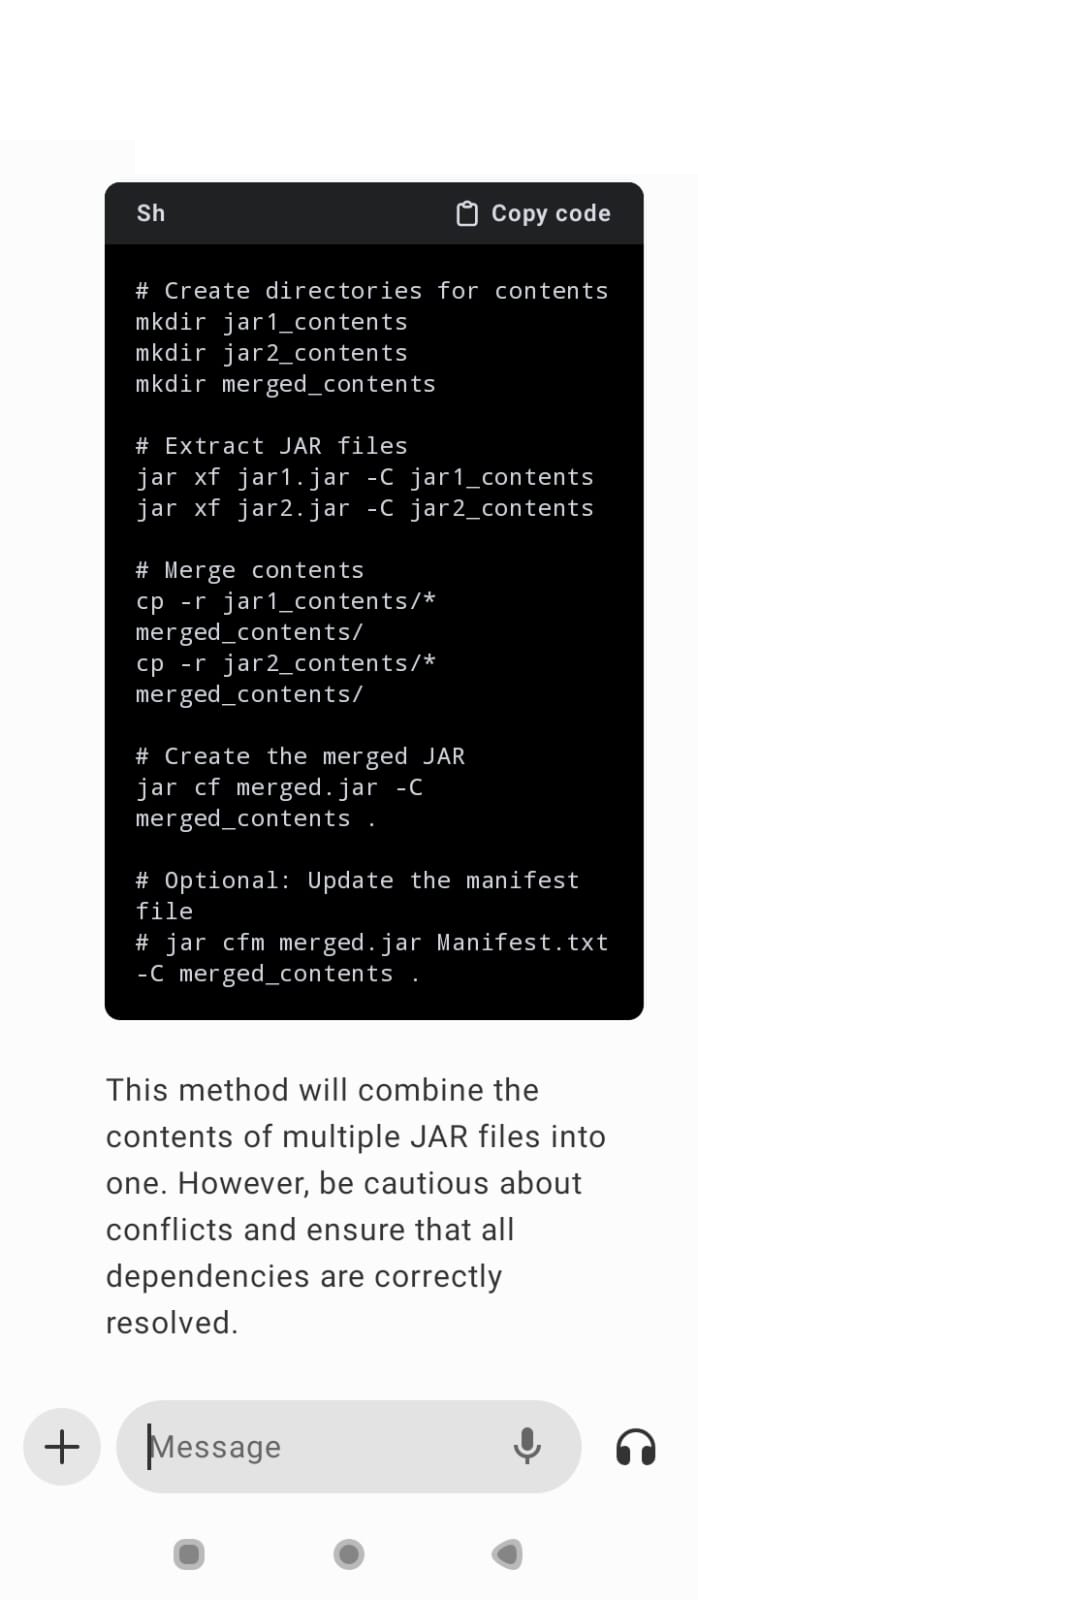 Sh
Copy code
# Create directories for contents
mkdir jar1_contents
mkdir jar2_contents
mkdir merged_contents
# Extract JAR files
jar xf jar1.jar -C jar1_contents
jar xf jar2.jar -C jar2_contents
# Merge contents
cp -r jar1_contents/*
merged_contents/
cp -r jar2_contents/*
merged_contents/
# Create the merged JAR
jar cf merged.jar -C
merged_contents .
# Optional: Update the manifest
file
# jar cfm merged.jar Manifest.txt
-C merged_contents .
This method will combine the
contents of multiple JAR files into
one. However, be cautious about
conflicts and ensure that all
dependencies are correctly
resolved.
Message